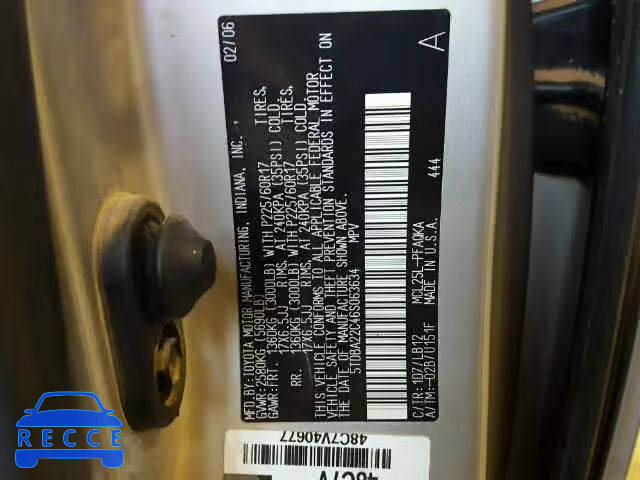 MFD.BY:TOYOTA MOTOR MANUFACTURING, INDIANA, INC. 02/06
GVWR:2580KG (5690LB)
GAWR:FRT. 1360KG (3000LB) WITH P225/60R17 TIRES,
17X6.5JJ RIMS, AT 240KPA (35PSI) COLD.
RR. 1360KG (3000LB) WITH P225/60R17 TIRES,
17X6.5JJ RIMS, AT 240KPA (35PSI) COLD.
THIS VEHICLE CONFORMS TO ALL APPLICABLE FEDERAL MOTOR
VEHICLE SAFETY AND THEFT PREVENTION STANDARDS IN EFFECT ON
THE DATE OF MANUFACTURE SHOWN ABOVE.
5TDBA22C46S063634 MPV
C/TR:1D7/LB12 MCL25L-PFAQKA
A/TM:-02B/U151F MADE IN U.S.A. 444 A
48C7V40677
48C7V
RECCE